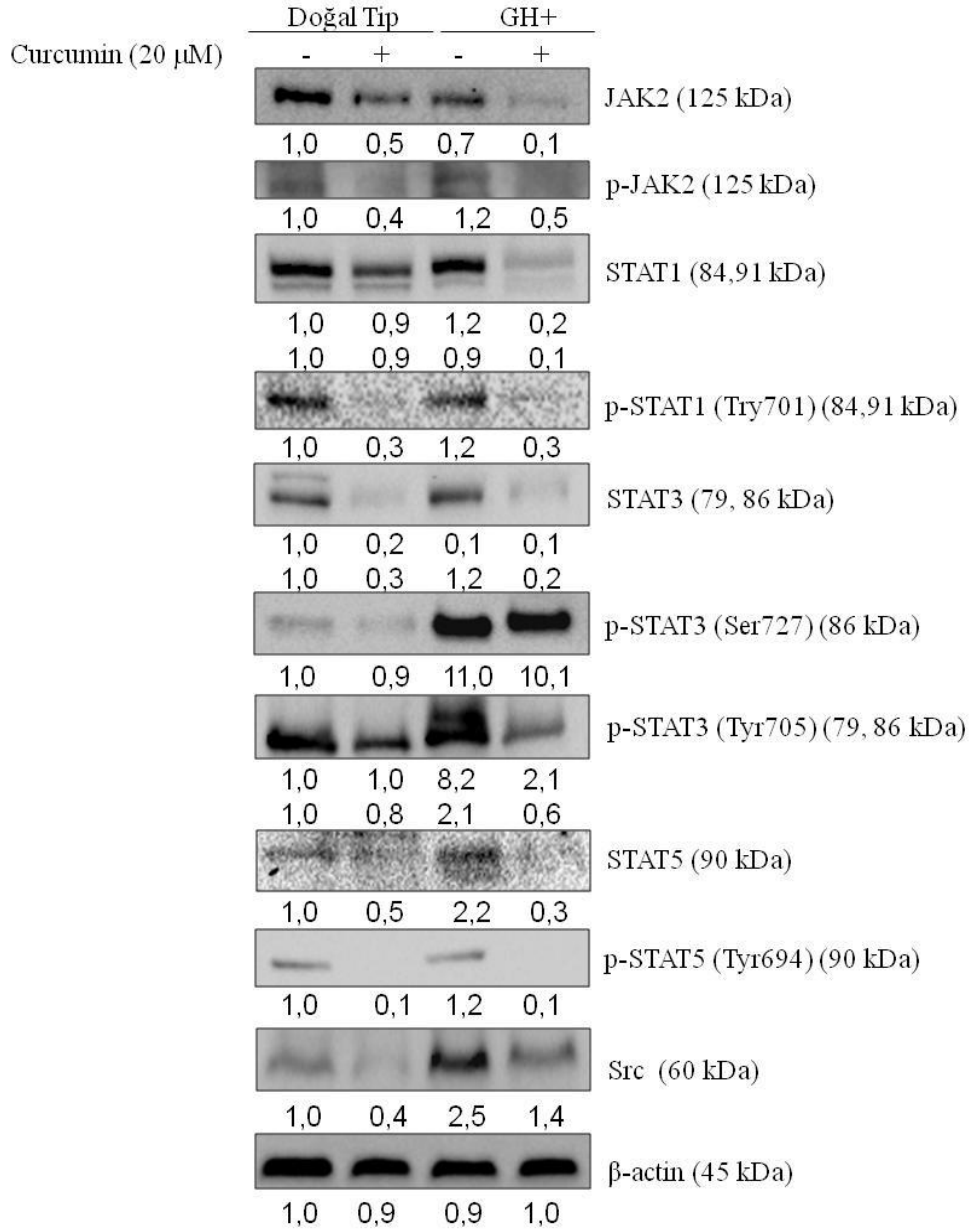 Doğal Tip GH+
Curcumin (20 μM) - + - +
JAK2 (125 kDa)
1,0 0,5 0,7 0,1
p-JAK2 (125 kDa)
1,0 0,4 1,2 0,5
STAT1 (84,91 kDa)
1,0 0,9 1,2 0,2
1,0 0,9 0,9 0,1
p-STAT1 (Try701) (84,91 kDa)
1,0 0,3 1,2 0,3
STAT3 (79, 86 kDa)
1,0 0,2 0,1 0,1
1,0 0,3 1,2 0,2
p-STAT3 (Ser727) (86 kDa)
1,0 0,9 11,0 10,1
p-STAT3 (Tyr705) (79, 86 kDa)
1,0 1,0 8,2 2,1
1,0 0,8 2,1 0,6
STAT5 (90 kDa)
1,0 0,5 2,2 0,3
p-STAT5 (Tyr694) (90 kDa)
1,0 0,1 1,2 0,1
Src (60 kDa)
1,0 0,4 2,5 1,4
β-actin (45 kDa)
1,0 0,9 0,9 1,0